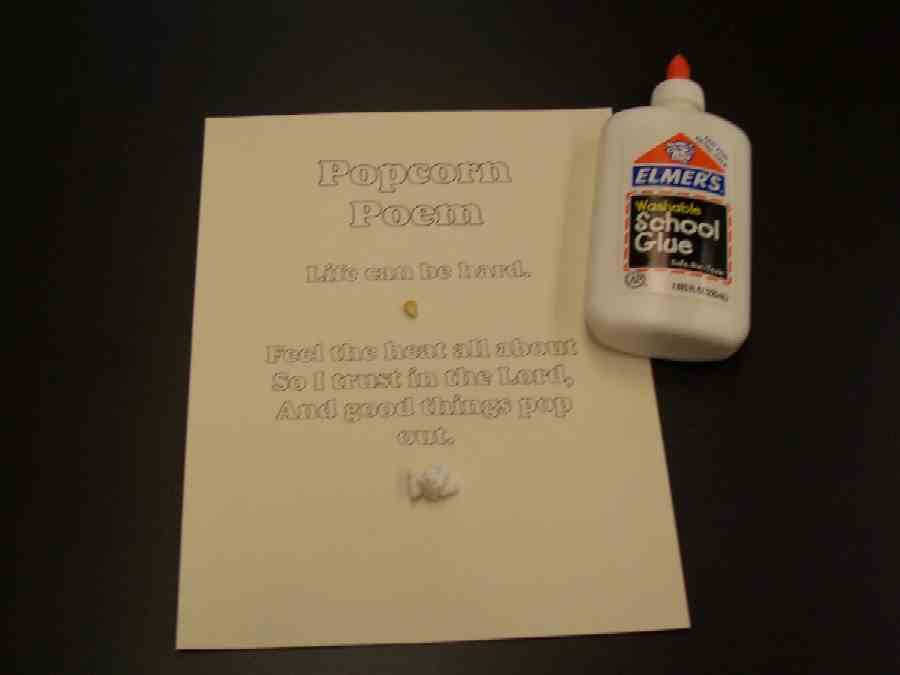 Popcorn
Poem
Life can be hard.
Feel the heat all about
So I trust in the Lord,
And good things pop
out.
ELMER'S
Washable
School
Glue